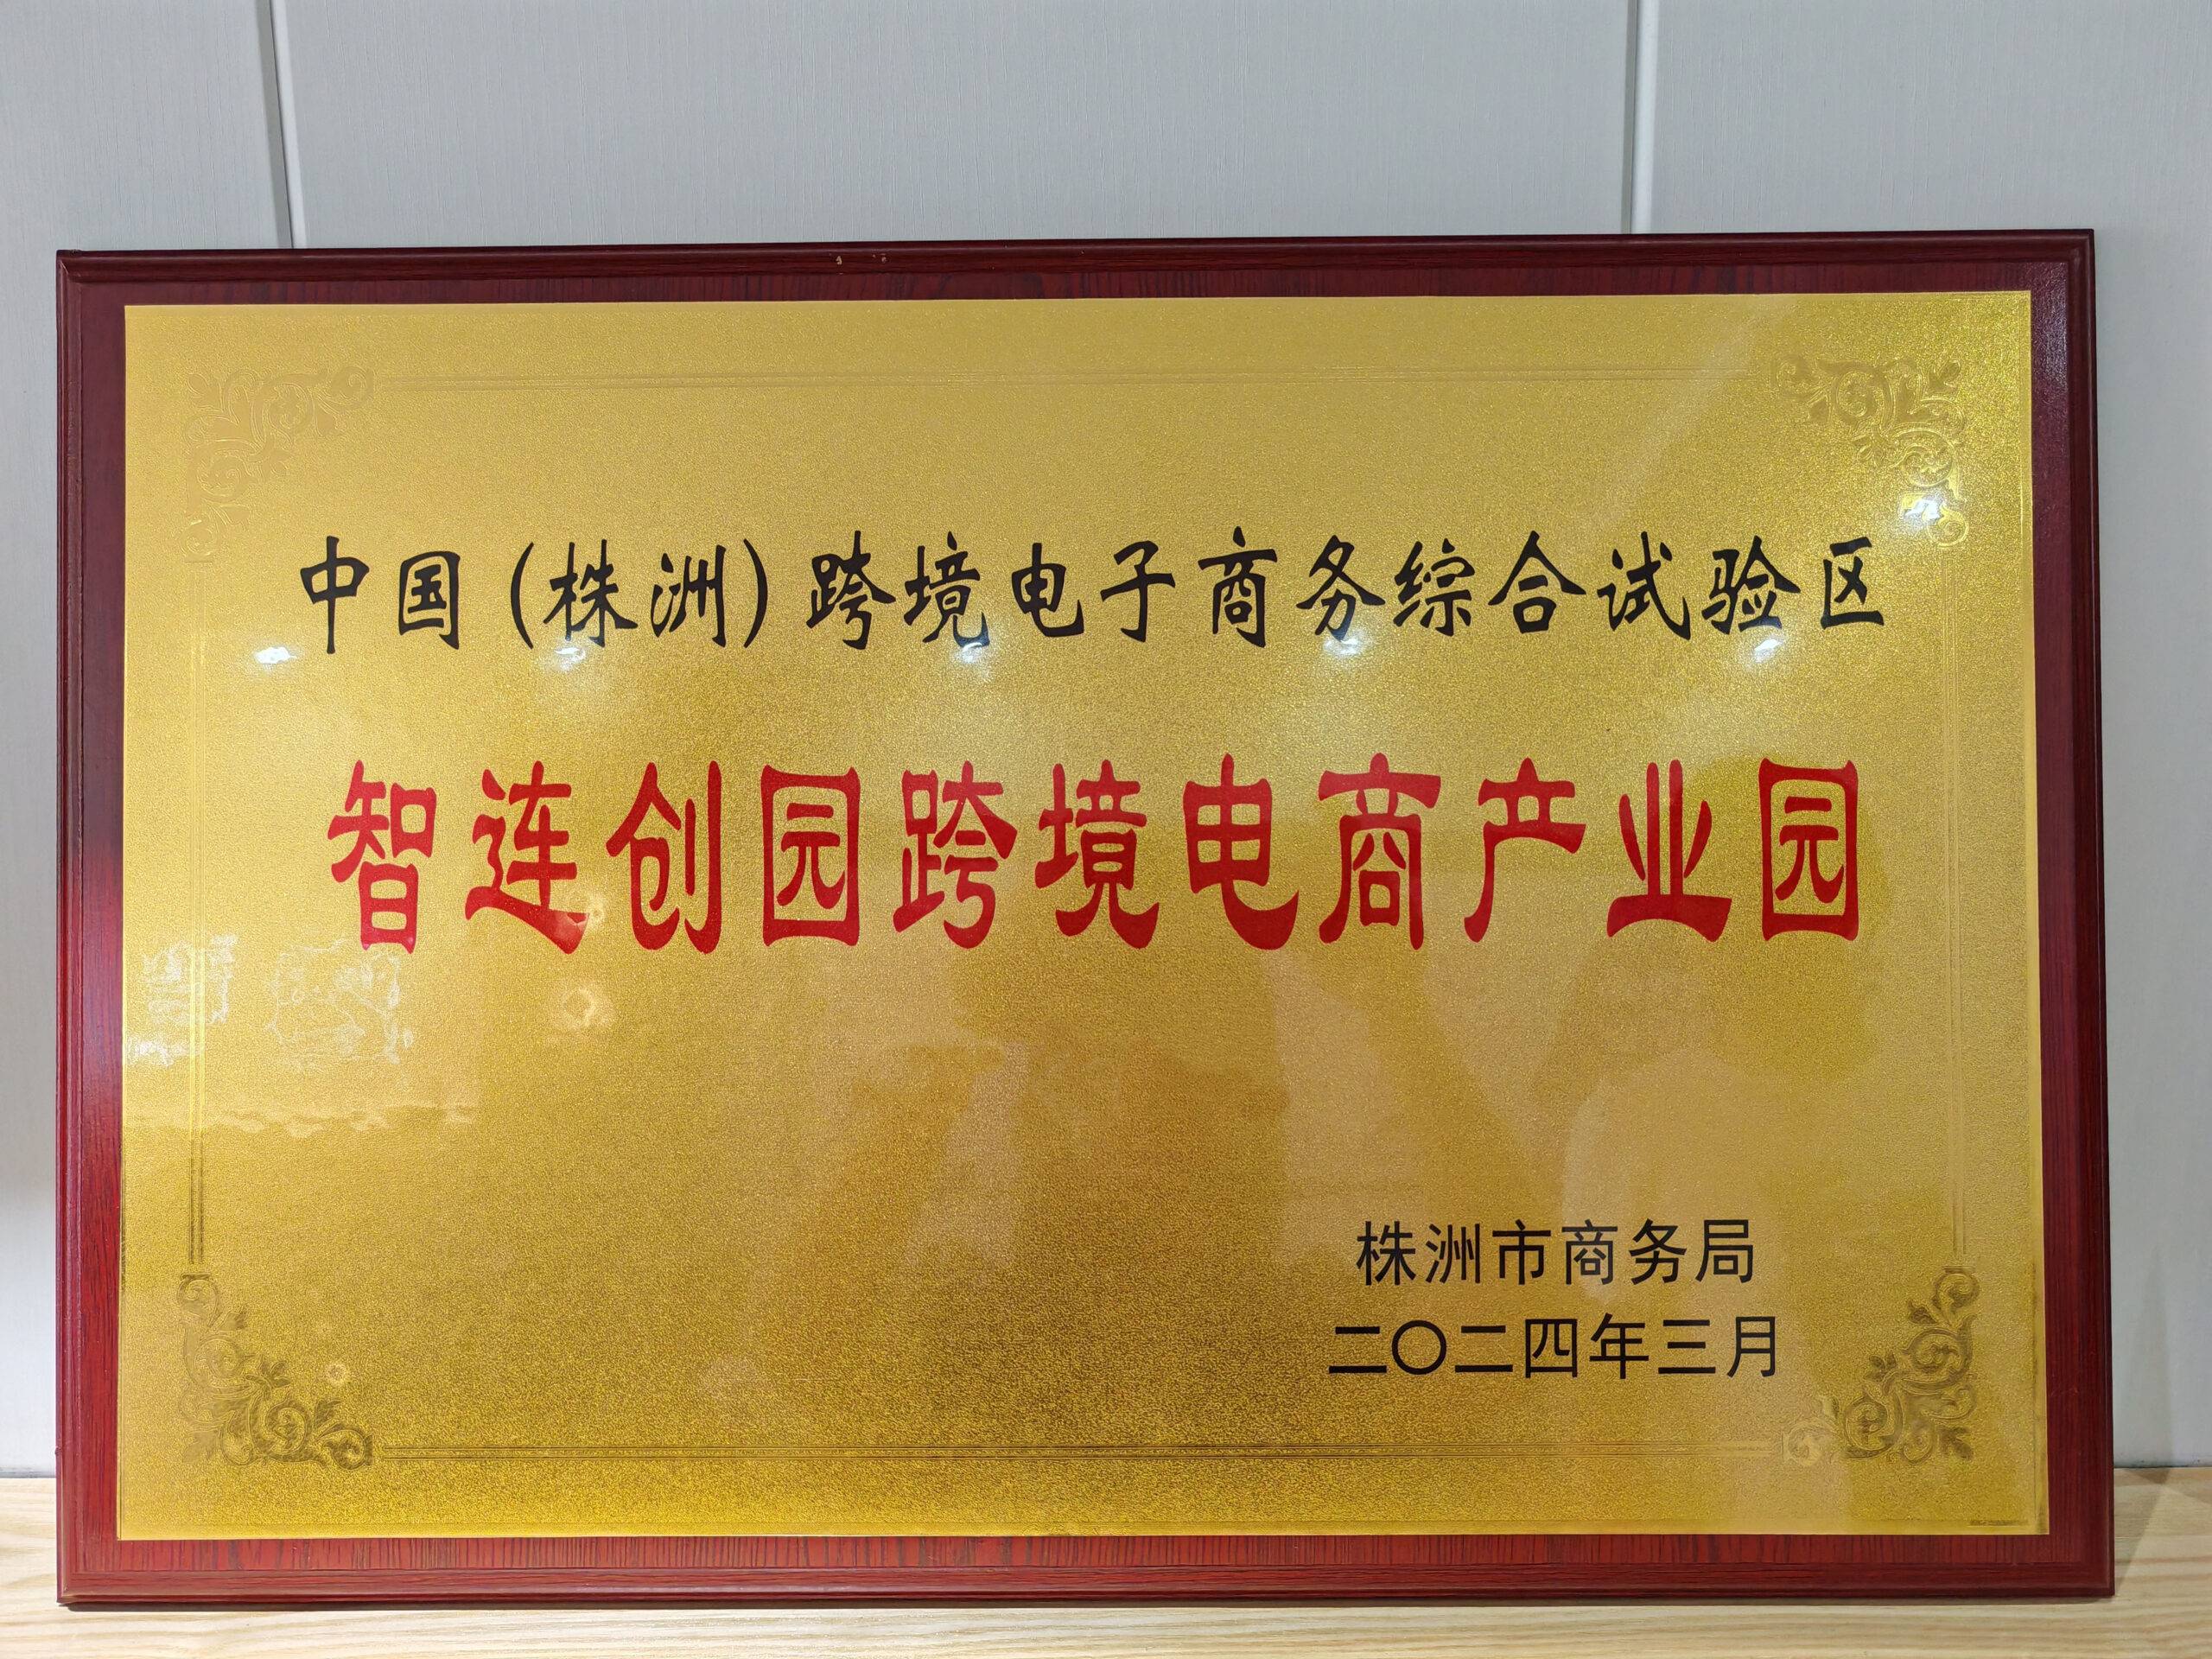 中国（株洲）跨境电子商务综合试验区
智连创园跨境电商产业园
株洲市商务局
二〇二四年三月